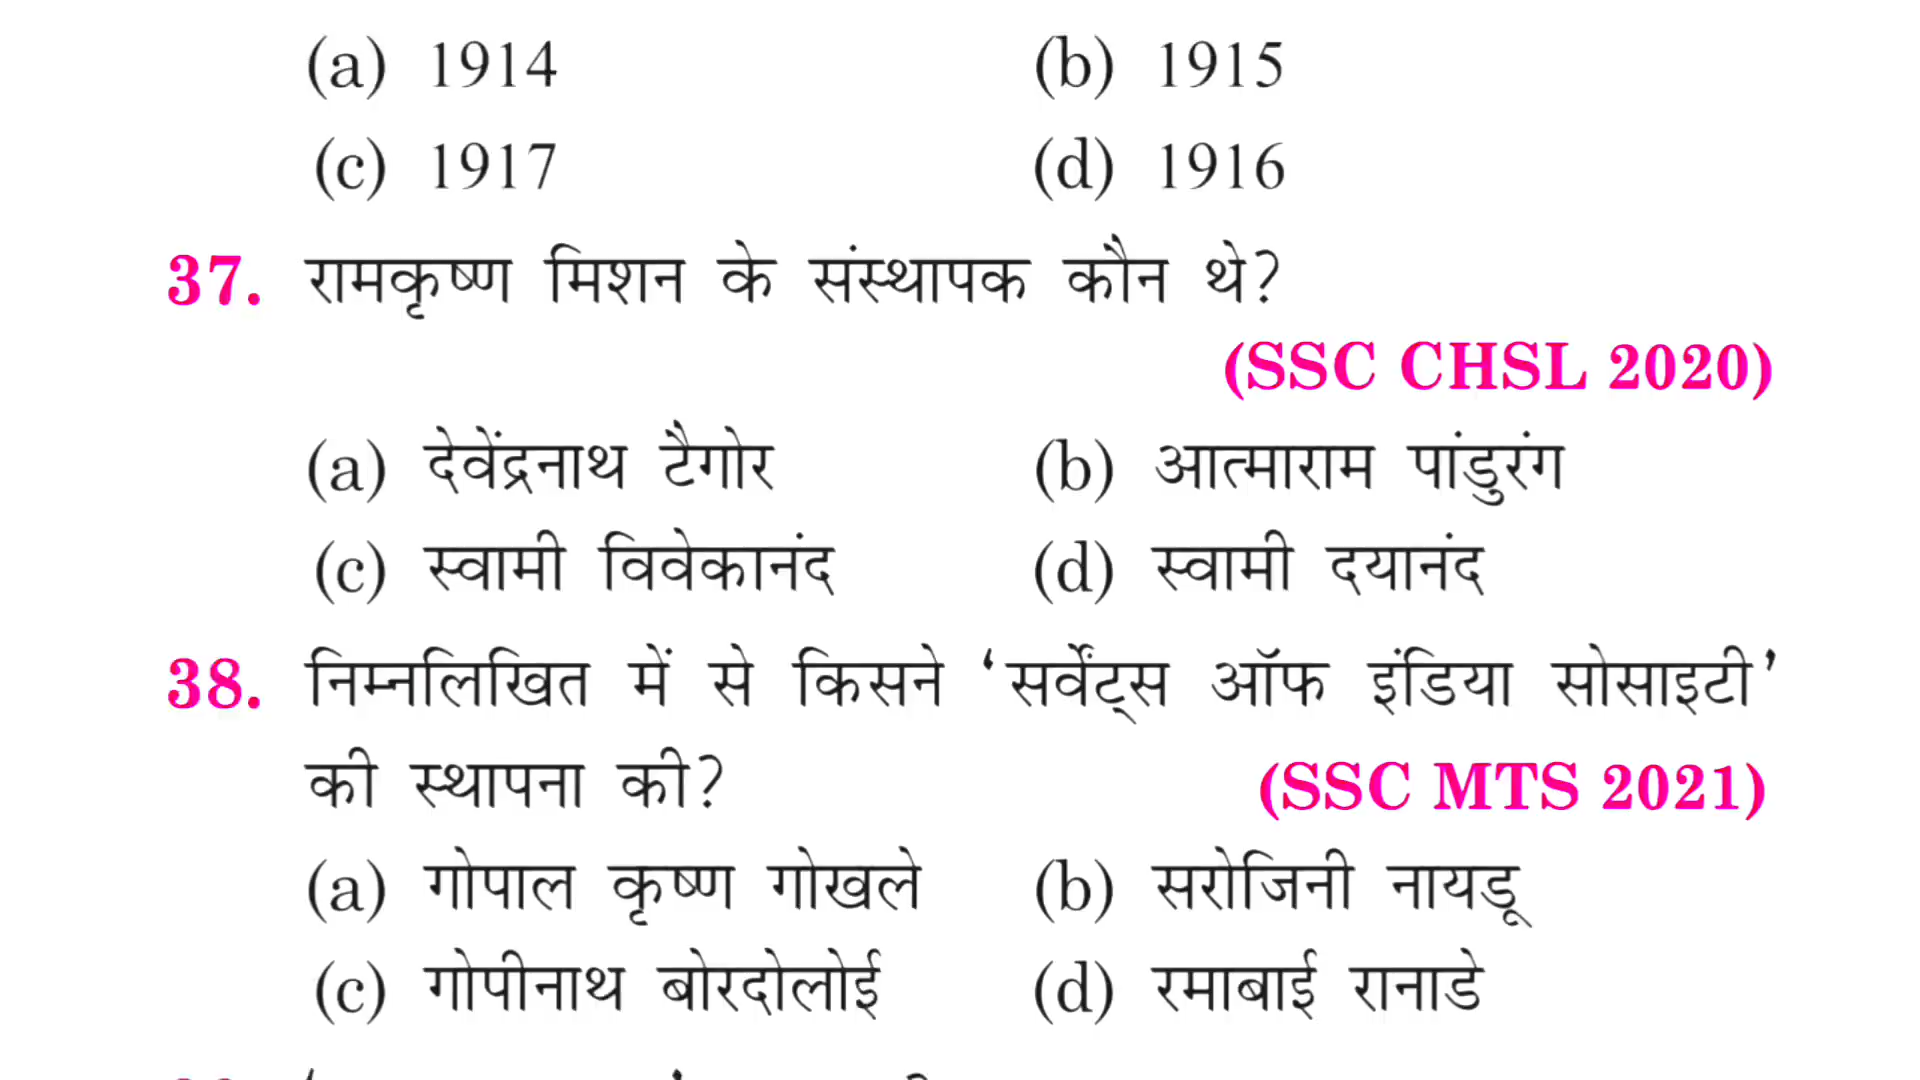 (a) 1914 (b) 1915
(c) 1917 (d) 1916
37. रामकृष्ण मिशन के संस्थापक कौन थे?
(SSC CHSL 2020)
(a) देवेंद्रनाथ टैगोर (b) आत्माराम पांडुरंग
(c) स्वामी विवेकानंद (d) स्वामी दयानंद
38. निम्नलिखित में से किसने ‘सर्वेंट्स ऑफ इंडिया सोसाइटी’
की स्थापना की? (SSC MTS 2021)
(a) गोपाल कृष्ण गोखले (b) सरोजिनी नायडू
(c) गोपीनाथ बोरदोलोई (d) रमाबाई रानाडे